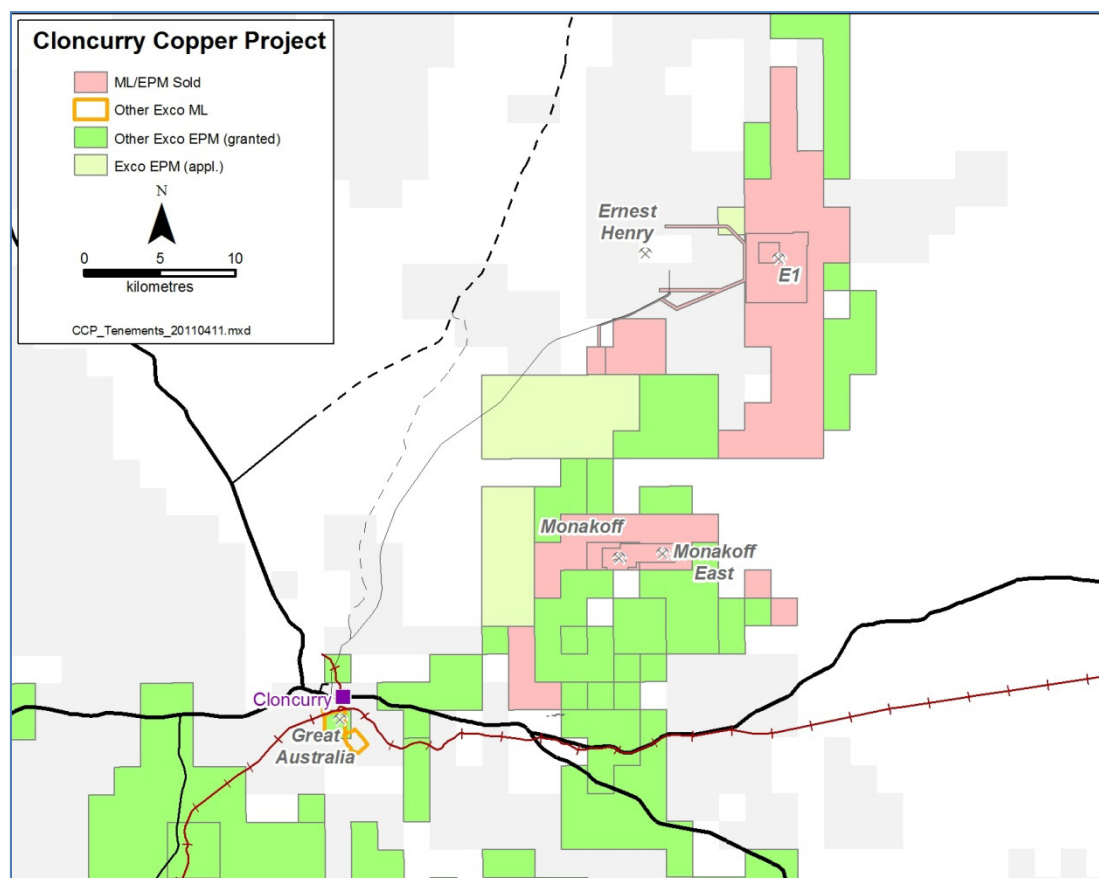 Cloncurry Copper Project
ML/EPM Sold
Other Exco ML
Other Exco EPM (granted)
Exco EPM (appl.)
N
0 5 10
kilometres
CCP_Tenements_20110411.mxd
Ernest
Henry
E1
Monakoff
Monakoff
East
Cloncurry
Great
Australia